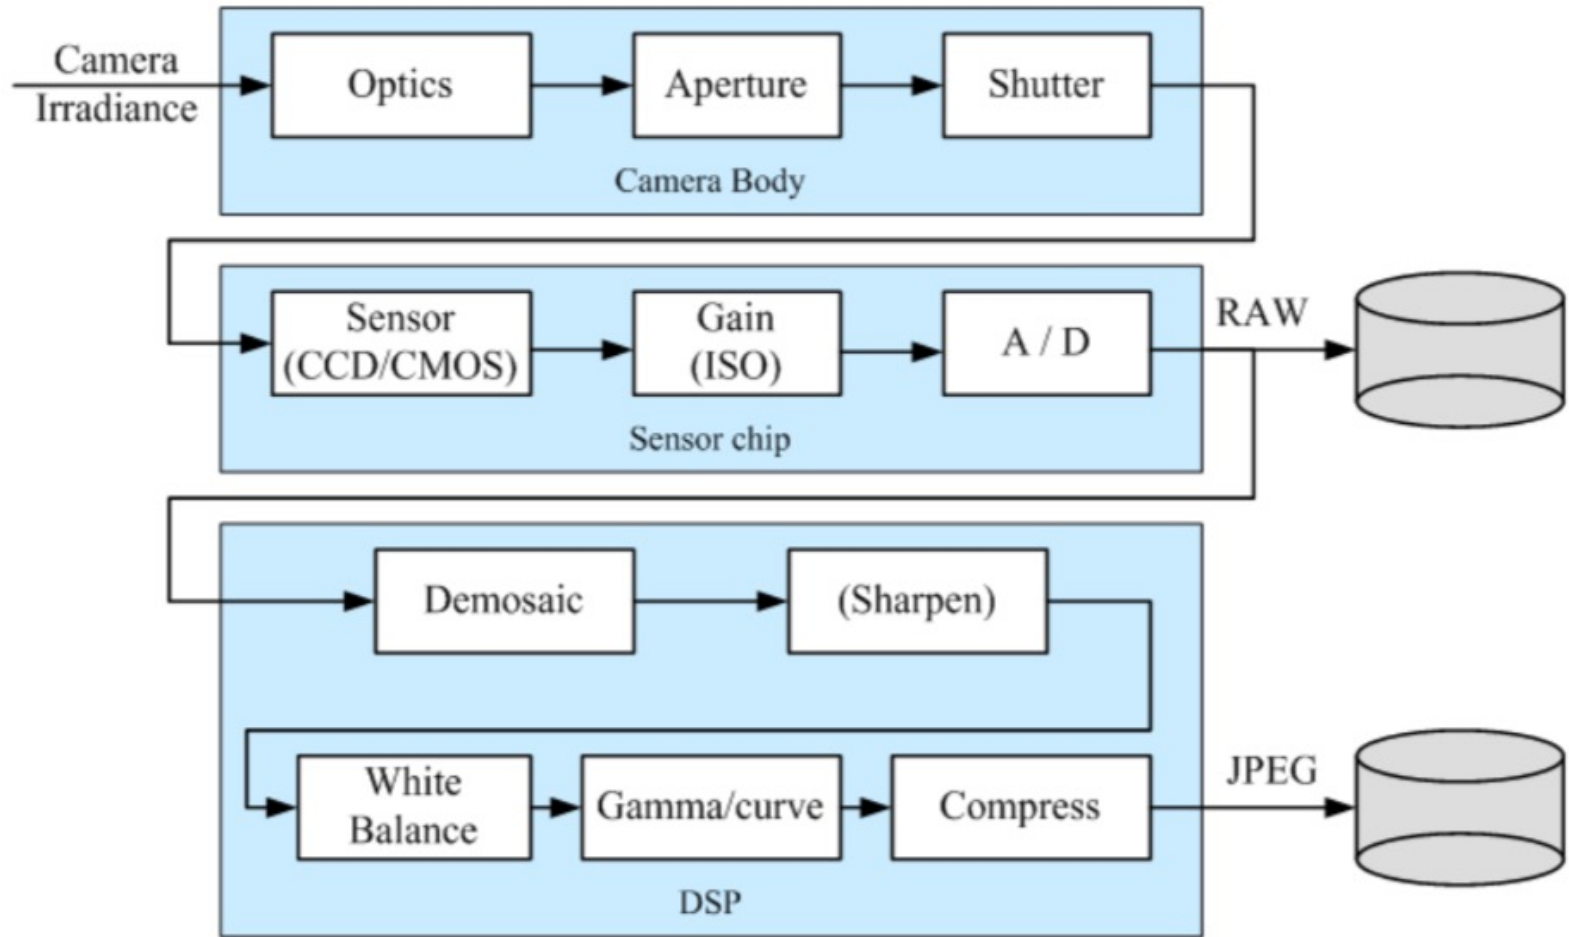 Camera
Irradiance
Optics
Aperture
Shutter
Camera Body
Sensor
(CCD/CMOS)
Gain
(ISO)
A / D
RAW
Sensor chip
Demosaic
(Sharpen)
White
Balance
Gamma/curve
Compress
JPEG
DSP